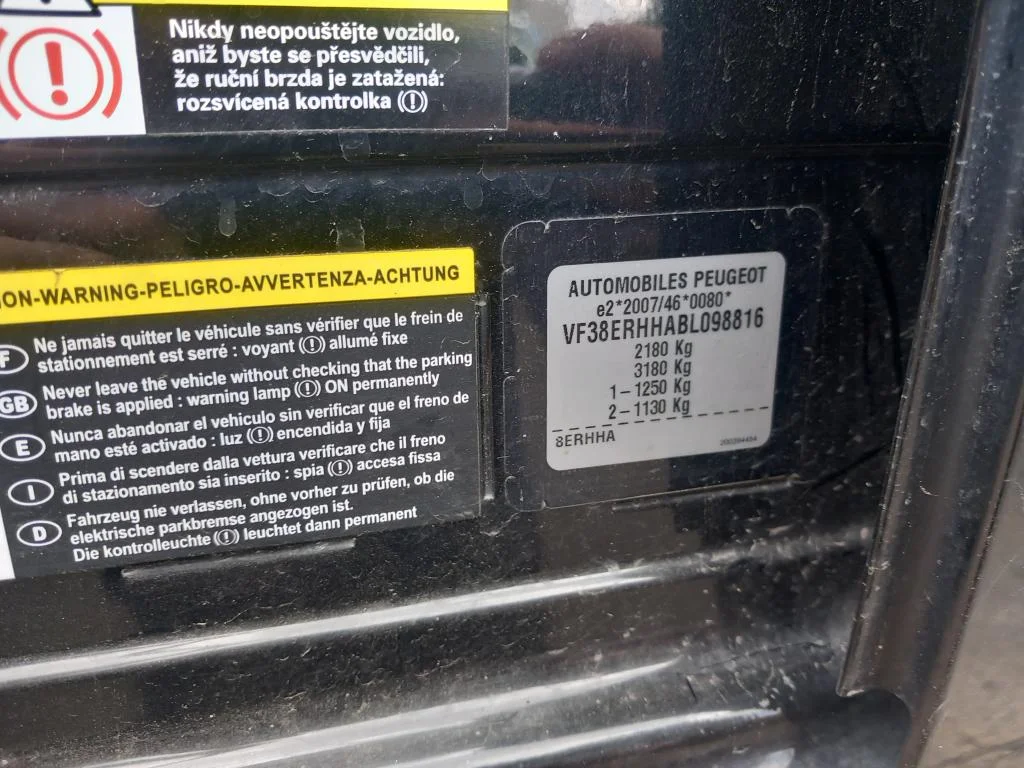 Nikdy neopouštějte vozidlo,
aniž byste se přesvědčili,
že ruční brzda je zatažená:
rozsvícená kontrolka (!)
ION-WARNING-PELIGRO-AVVERTENZA-ACHTUNG
F Ne jamais quitter le véhicule sans vérifier que le frein de
stationnement est serré : voyant (!) allumé fixe
GB Never leave the vehicle without checking that the parking
brake is applied : warning lamp (!) ON permanently
E Nunca abandonar el vehiculo sin verificar que el freno de
mano esté activado : luz (!) encendida y fija
I Prima di scendere dalla vettura verificare che il freno
di stazionamento sia inserito : spia (!) accesa fissa
D Fahrzeug nie verlassen, ohne vorher zu prüfen, ob die
elektrische parkbremse angezogen ist.
Die kontrolleuchte (!) leuchtet dann permanent
AUTOMOBILES PEUGEOT
e2*2007/46*0080*
VF38ERHHABL098816
2180 Kg
3180 Kg
1-1250 Kg
2-1130 Kg
8ERHHA